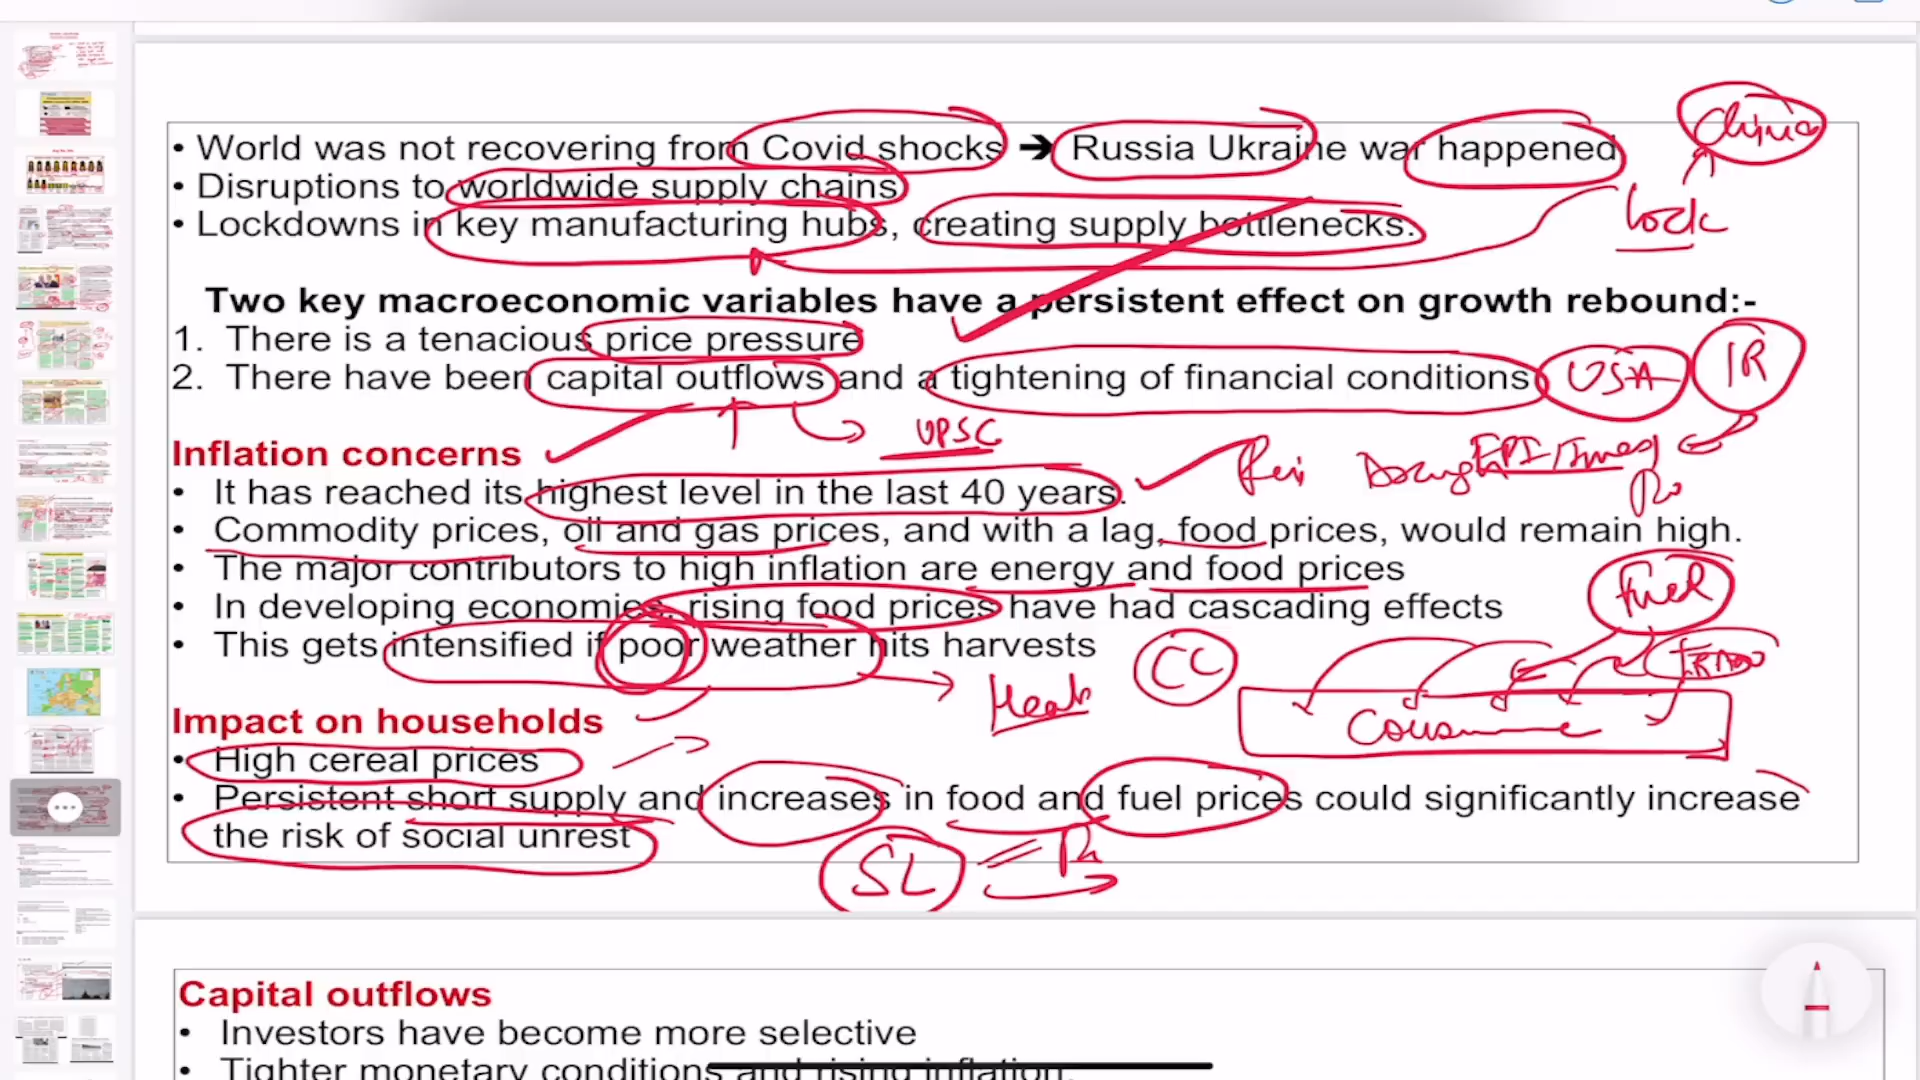 • World was not recovering from Covid shocks ➔ Russia Ukraine war happened
China
• Disruptions to worldwide supply chains
• Lockdowns in key manufacturing hubs, creating supply bottlenecks.
lock
Two key macroeconomic variables have a persistent effect on growth rebound:-
1. There is a tenacious price pressure
2. There have been capital outflows and a tightening of financial conditions
USA
IR
UPSC
Inflation concerns
• It has reached its highest level in the last 40 years.
• Commodity prices, oil and gas prices, and with a lag, food prices, would remain high.
• The major contributors to high inflation are energy and food prices
Fuel
• In developing economies, rising food prices have had cascading effects
• This gets intensified if poor weather hits harvests
CC
Heat
Impact on households
• High cereal prices
• Persistent short supply and increases in food and fuel prices could significantly increase
the risk of social unrest
SL
Capital outflows
• Investors have become more selective
• Tighter monetary conditions and rising inflation.